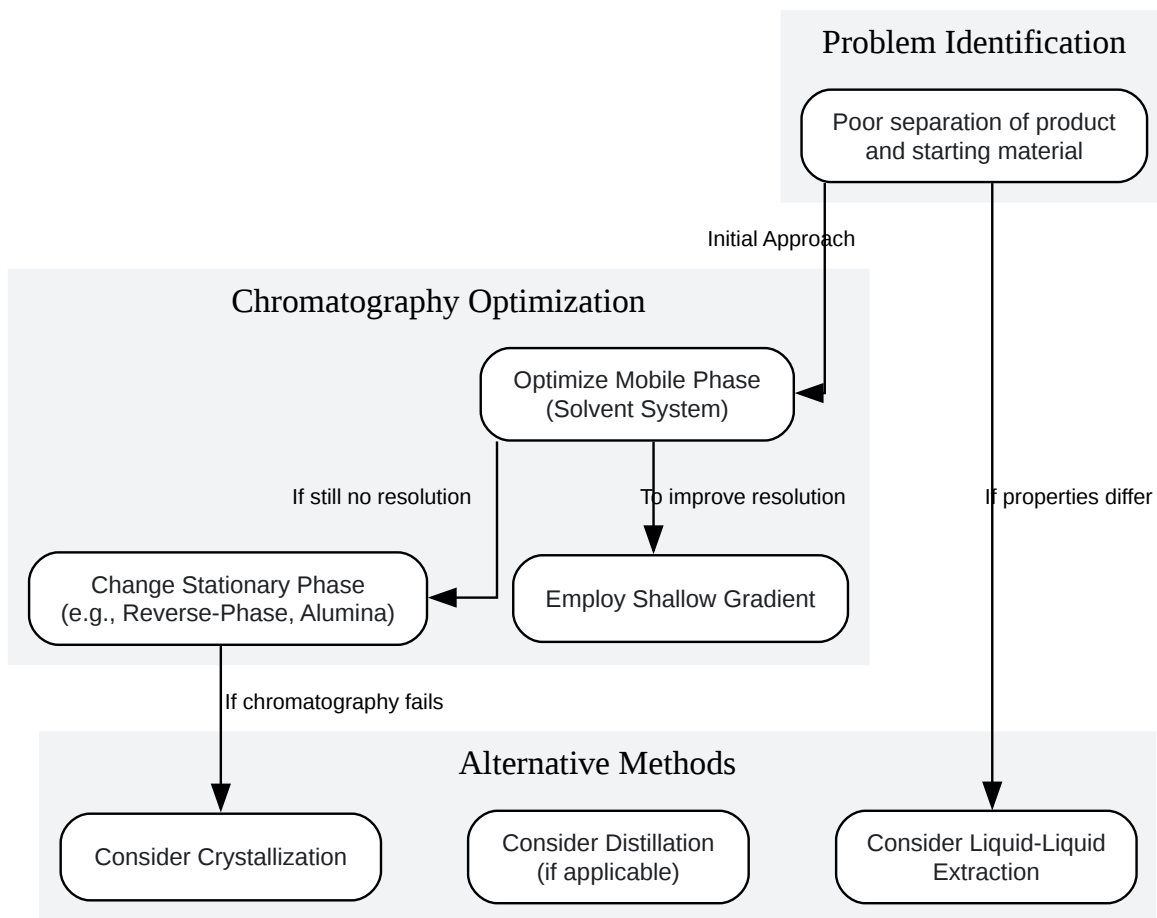 Problem Identification
Poor separation of product
and starting material
Initial Approach
Chromatography Optimization
Optimize Mobile Phase
(Solvent System)
If still no resolution
To improve resolution
If properties differ
Change Stationary Phase
(e.g., Reverse-Phase, Alumina)
Employ Shallow Gradient
If chromatography fails
Alternative Methods
Consider Crystallization
Consider Distillation
(if applicable)
Consider Liquid-Liquid
Extraction